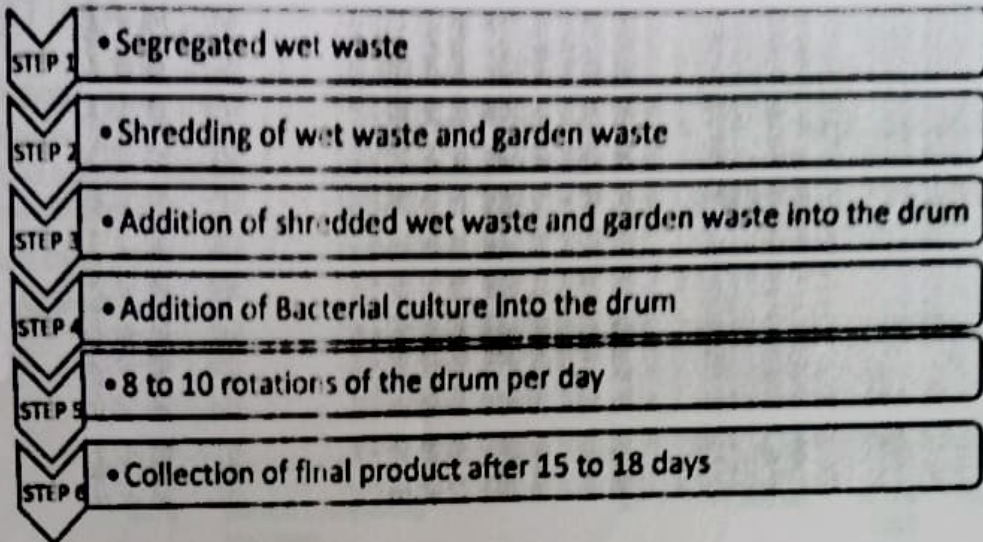 STEP 1
• Segregated wet waste
STEP 2
• Shredding of wet waste and garden waste
STEP 3
• Addition of shredded wet waste and garden waste into the drum
STEP 4
• Addition of Bacterial culture into the drum
STEP 5
• 8 to 10 rotations of the drum per day
STEP 6
• Collection of final product after 15 to 18 days